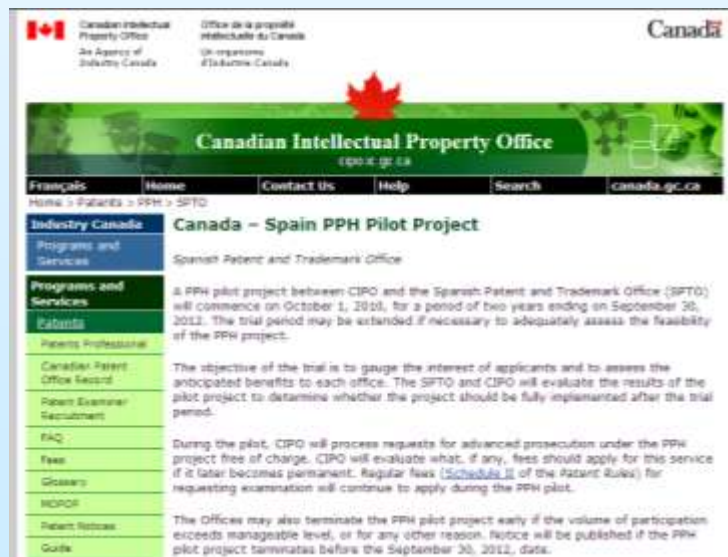 Canadian Intellectual
Property Office
An Agency of
Industry Canada
Office de la propriété
intellectuelle du Canada
Un organisme
d'Industrie Canada
Canada
Canadian Intellectual Property Office
cipo.ic.gc.ca
Français Home Contact Us Help Search canada.gc.ca
Home > Patents > PPH > SPTO
Industry Canada
Programs and
Services
Programs and
Services
Patents
Patents Professional
Canadian Patent
Office Record
Patent Examiner
Recruitment
FAQ
Fees
Glossary
MOPOP
Patent Notices
Guide
Canada – Spain PPH Pilot Project
Spanish Patent and Trademark Office
A PPH pilot project between CIPO and the Spanish Patent and Trademark Office (SPTO)
will commence on October 1, 2010, for a period of two years ending on September 30,
2012. The trial period may be extended if necessary to adequately assess the feasibility
of the PPH project.
The objective of the trial is to gauge the interest of applicants and to assess the
anticipated benefits to each office. The SPTO and CIPO will evaluate the results of the
pilot project to determine whether the project should be fully implemented after the trial
period.
During the pilot, CIPO will process requests for advanced prosecution under the PPH
project free of charge. CIPO will evaluate what, if any, fees should apply for this service
if it later becomes permanent. Regular fees (Schedule II of the Patent Rules) for
requesting examination will continue to apply during the PPH pilot.
The Offices may also terminate the PPH pilot project early if the volume of participation
exceeds manageable level, or for any other reason. Notice will be published if the PPH
pilot project terminates before the September 30, 2012, date.